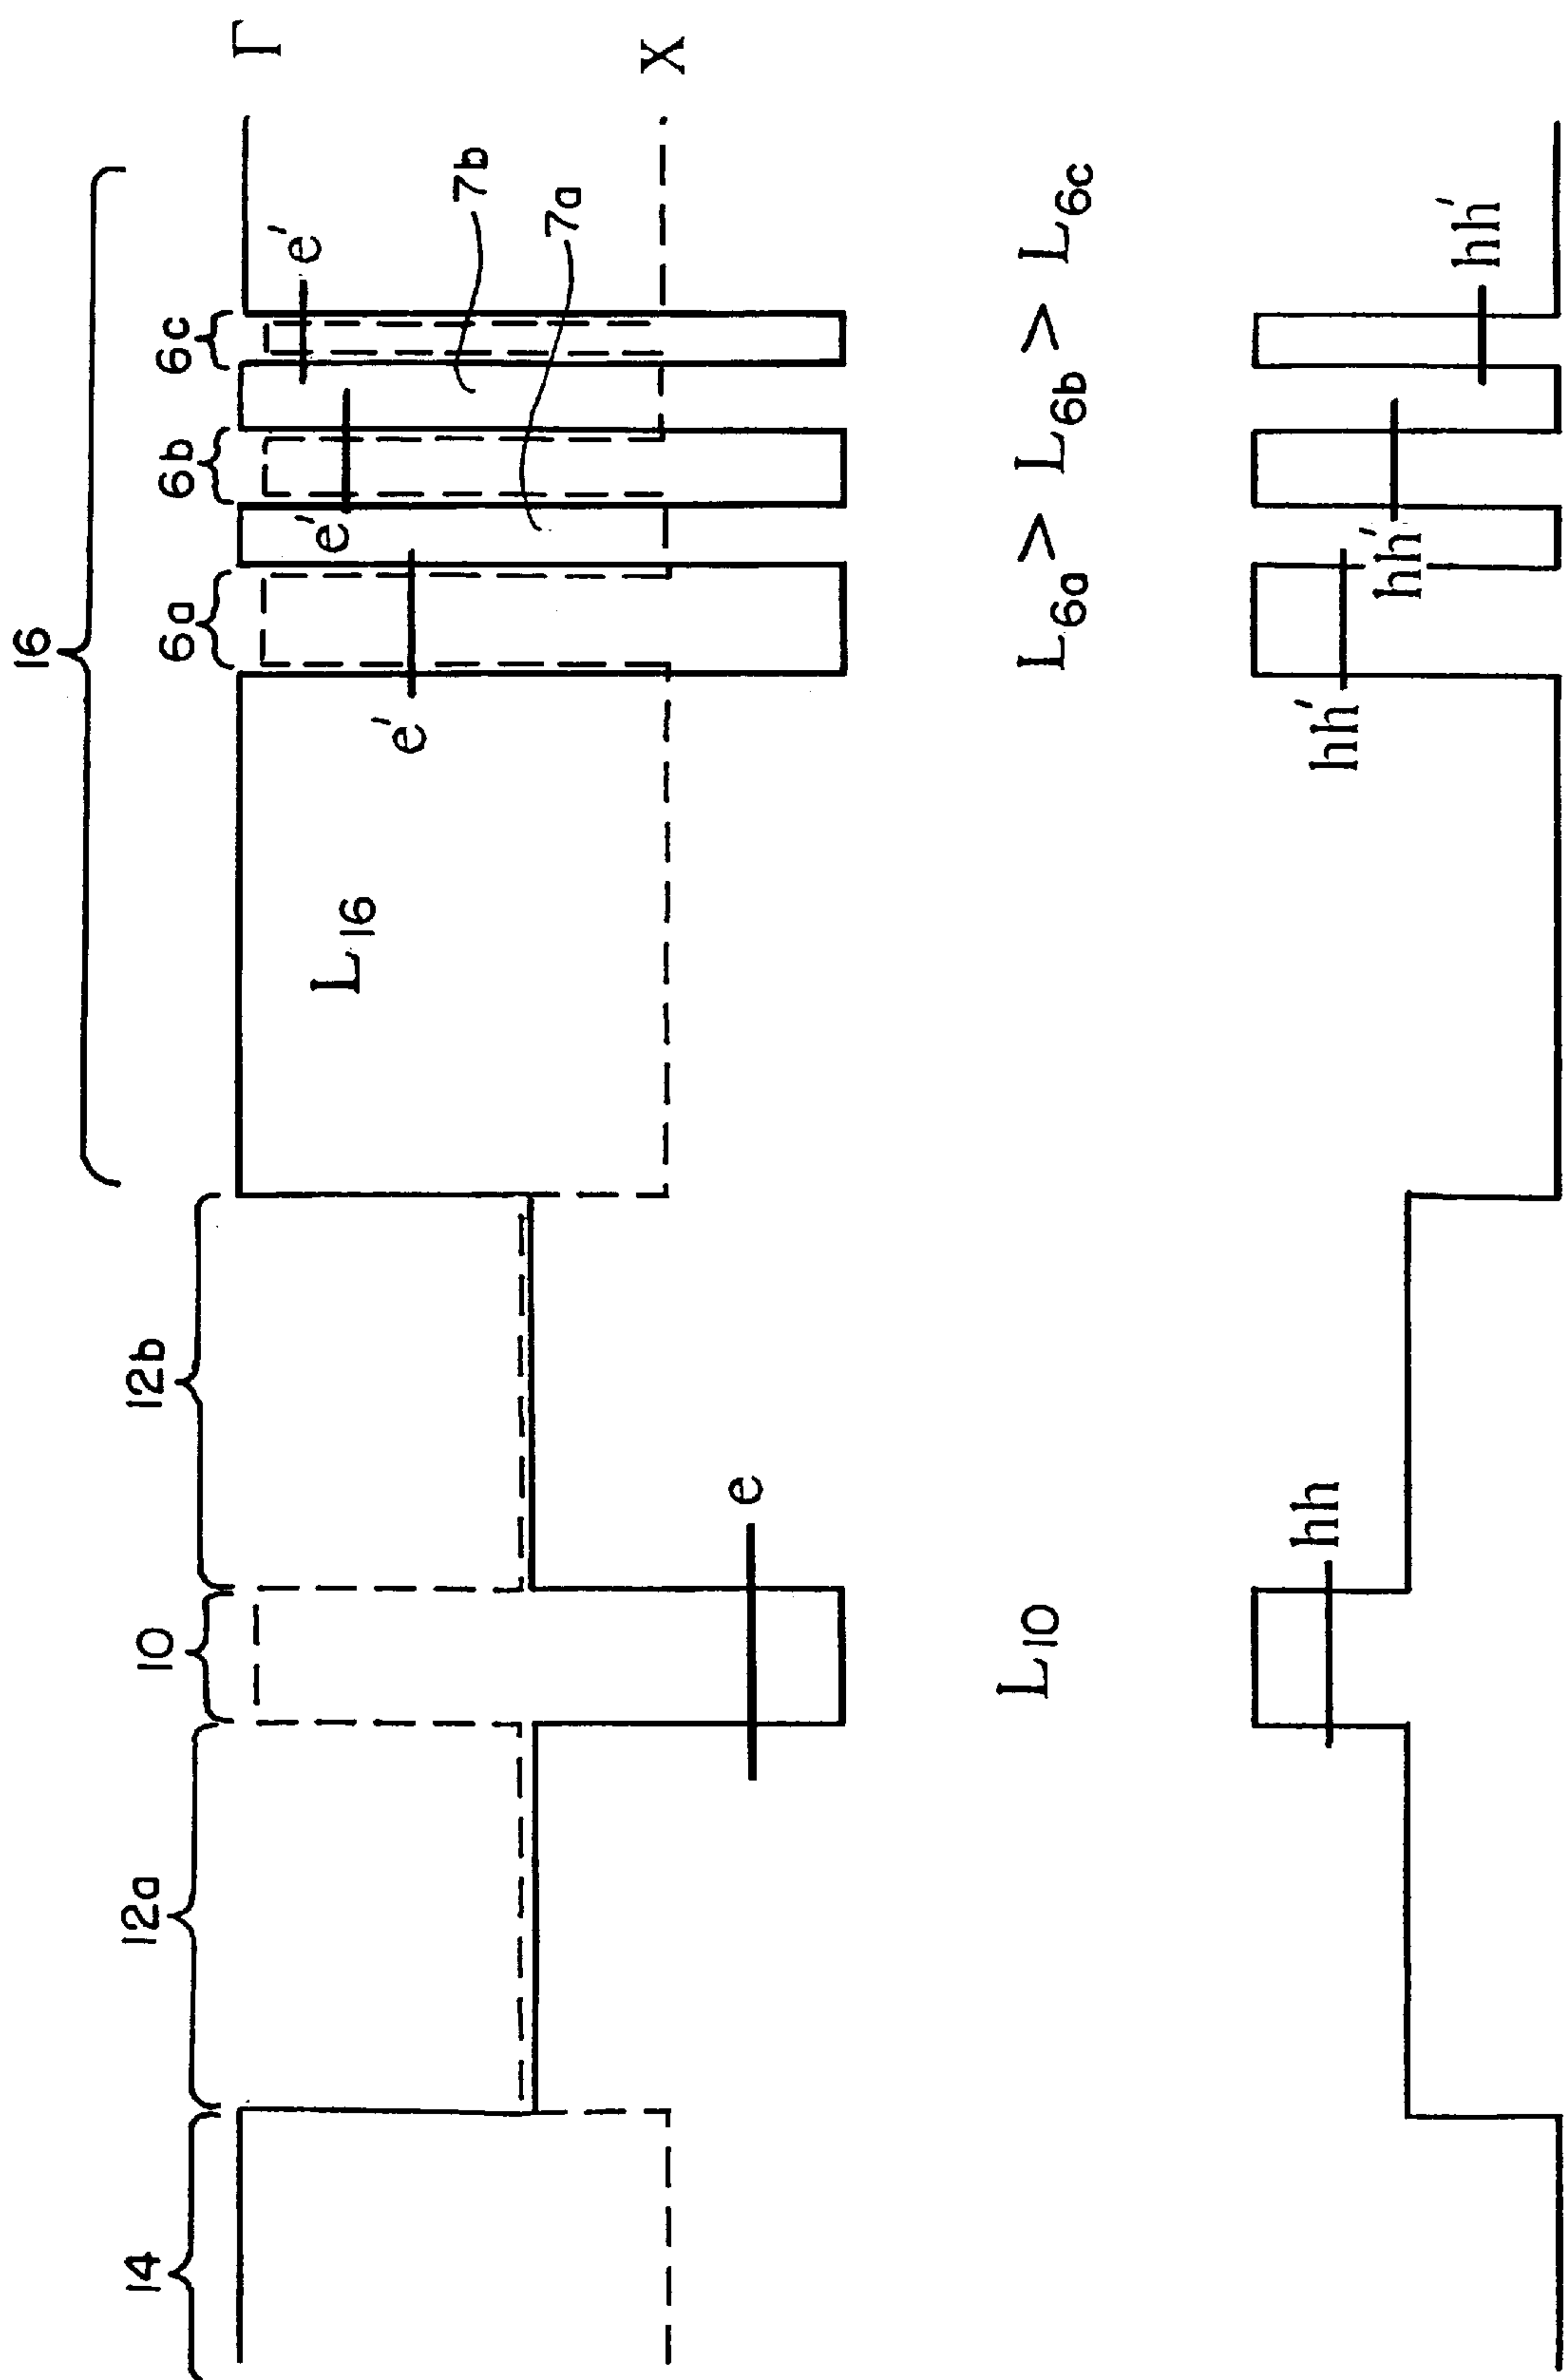 16
14
12a
10
12b
6a
6b
6c
Γ
L16
e'
e'
e'
7b
7a
X
e
L10
L6a > L6b > L6c
hh
hh'
hh'
hh'